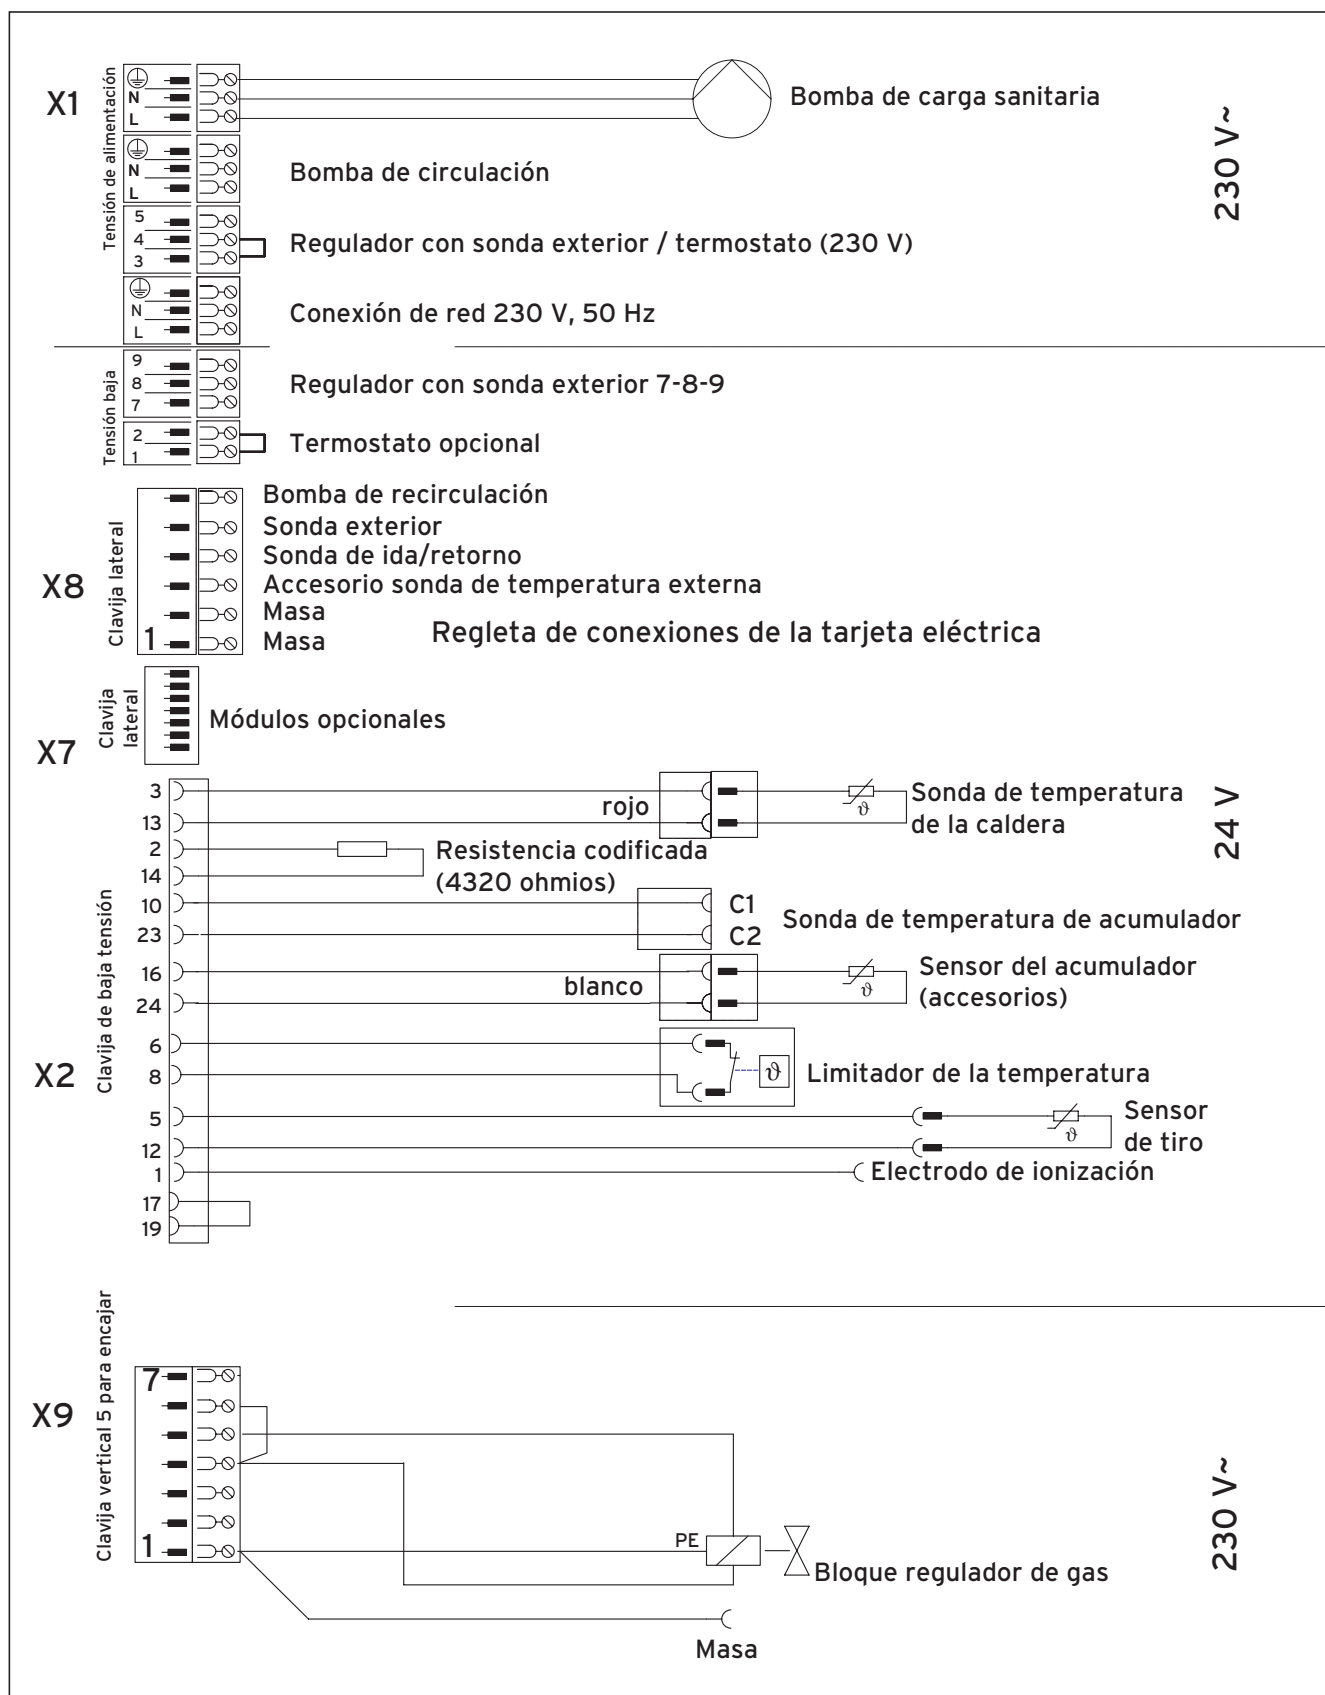 X1
Tensión de alimentación
N
L
Bomba de carga sanitaria
230 V~
N
L
Bomba de circulación
5
4
3
Regulador con sonda exterior / termostato (230 V)
N
L
Conexión de red 230 V, 50 Hz
Tensión baja
9
8
7
Regulador con sonda exterior 7-8-9
2
1
Termostato opcional
X8
Clavija lateral
1
Bomba de recirculación
Sonda exterior
Sonda de ida/retorno
Accesorio sonda de temperatura externa
Masa
Masa
Regleta de conexiones de la tarjeta eléctrica
X7
Clavija
lateral
Módulos opcionales
24 V
X2
Clavija de baja tensión
3
13
rojo
ϑ
Sonda de temperatura
de la caldera
2
14
Resistencia codificada
(4320 ohmios)
10
23
C1
C2
Sonda de temperatura de acumulador
16
24
blanco
ϑ
Sensor del acumulador
(accesorios)
6
8
ϑ
Limitador de la temperatura
5
12
ϑ
Sensor
de tiro
1
Electrodo de ionización
17
19
X9
Clavija vertical 5 para encajar
7
1
PE
Bloque regulador de gas
Masa
230 V~